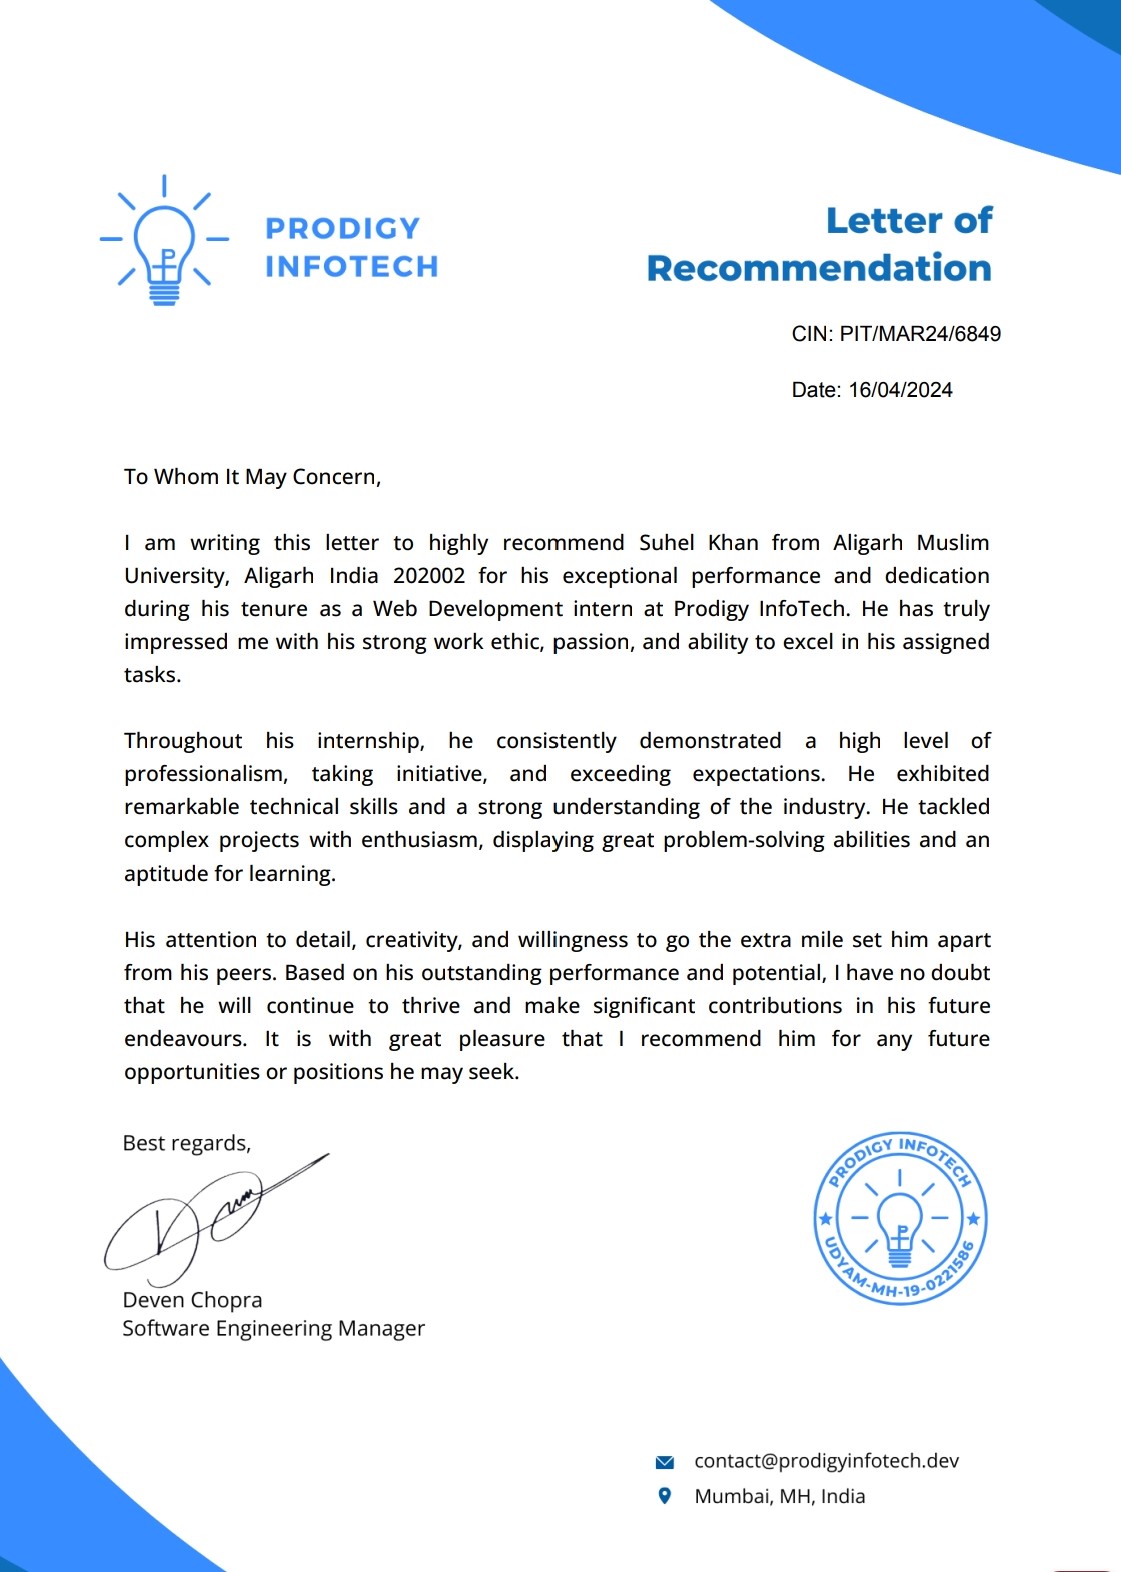 PRODIGY
INFOTECH
Letter of
Recommendation
CIN: PIT/MAR24/6849
Date: 16/04/2024
To Whom It May Concern,
I am writing this letter to highly recommend Suhel Khan from Aligarh Muslim
University, Aligarh India 202002 for his exceptional performance and dedication
during his tenure as a Web Development intern at Prodigy InfoTech. He has truly
impressed me with his strong work ethic, passion, and ability to excel in his assigned
tasks.
Throughout his internship, he consistently demonstrated a high level of
professionalism, taking initiative, and exceeding expectations. He exhibited
remarkable technical skills and a strong understanding of the industry. He tackled
complex projects with enthusiasm, displaying great problem-solving abilities and an
aptitude for learning.
His attention to detail, creativity, and willingness to go the extra mile set him apart
from his peers. Based on his outstanding performance and potential, I have no doubt
that he will continue to thrive and make significant contributions in his future
endeavours. It is with great pleasure that I recommend him for any future
opportunities or positions he may seek.
Best regards,
Deven Chopra
Software Engineering Manager
PRODIGY INFOTECH
UDYAM-MH-19-0221586
contact@prodigyinfotech.dev
Mumbai, MH, India